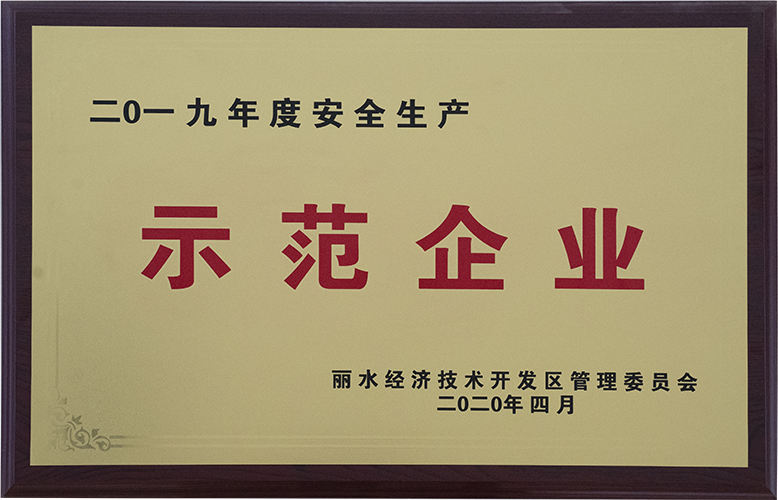 二0一九年度安全生产
示范企业
丽水经济技术开发区管理委员会
二0二0年四月